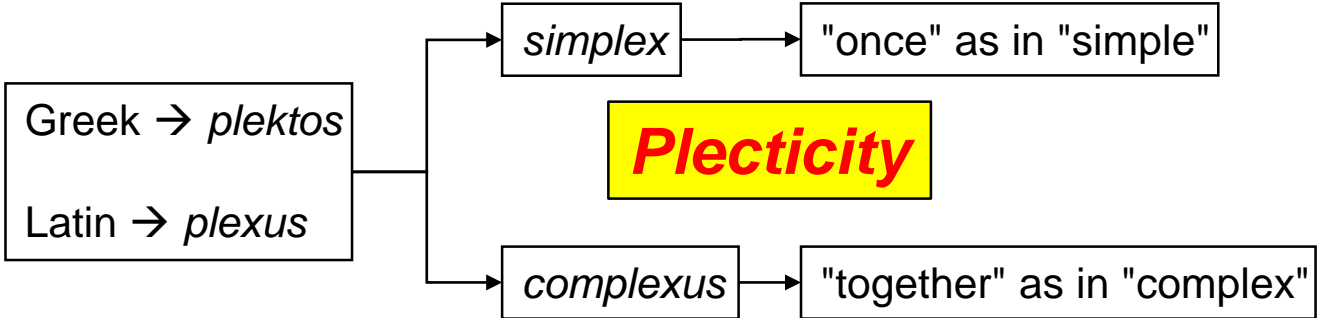 simplex
"once" as in "simple"
Greek → plektos
Plecticity
Latin → plexus
complexus
"together" as in "complex"